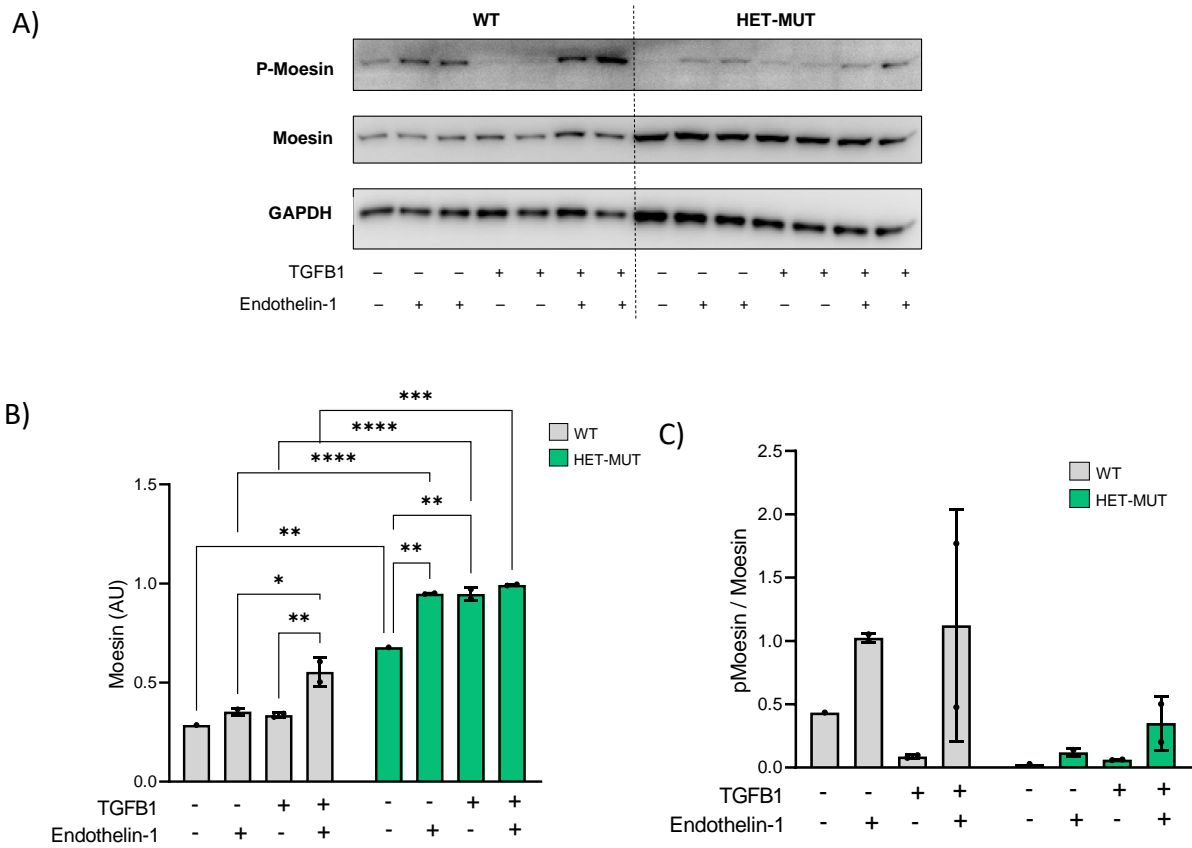 A)
WT HET-MUT
P-Moesin
Moesin
GAPDH
TGFB1 – – – + + + + – – – + + + +
Endothelin-1 – + + – – + + – + + – – + +
B)
***
****
****
**
**
**
*
**
WT
HET-MUT
Moesin (AU)
1.5
1.0
0.5
0.0
TGFB1 - - + + - - + +
Endothelin-1 - + - + - + - +
C)
WT
HET-MUT
pMoesin / Moesin
2.5
2.0
1.5
1.0
0.5
0.0
TGFB1 - - + + - - + +
Endothelin-1 - + - + - + - +